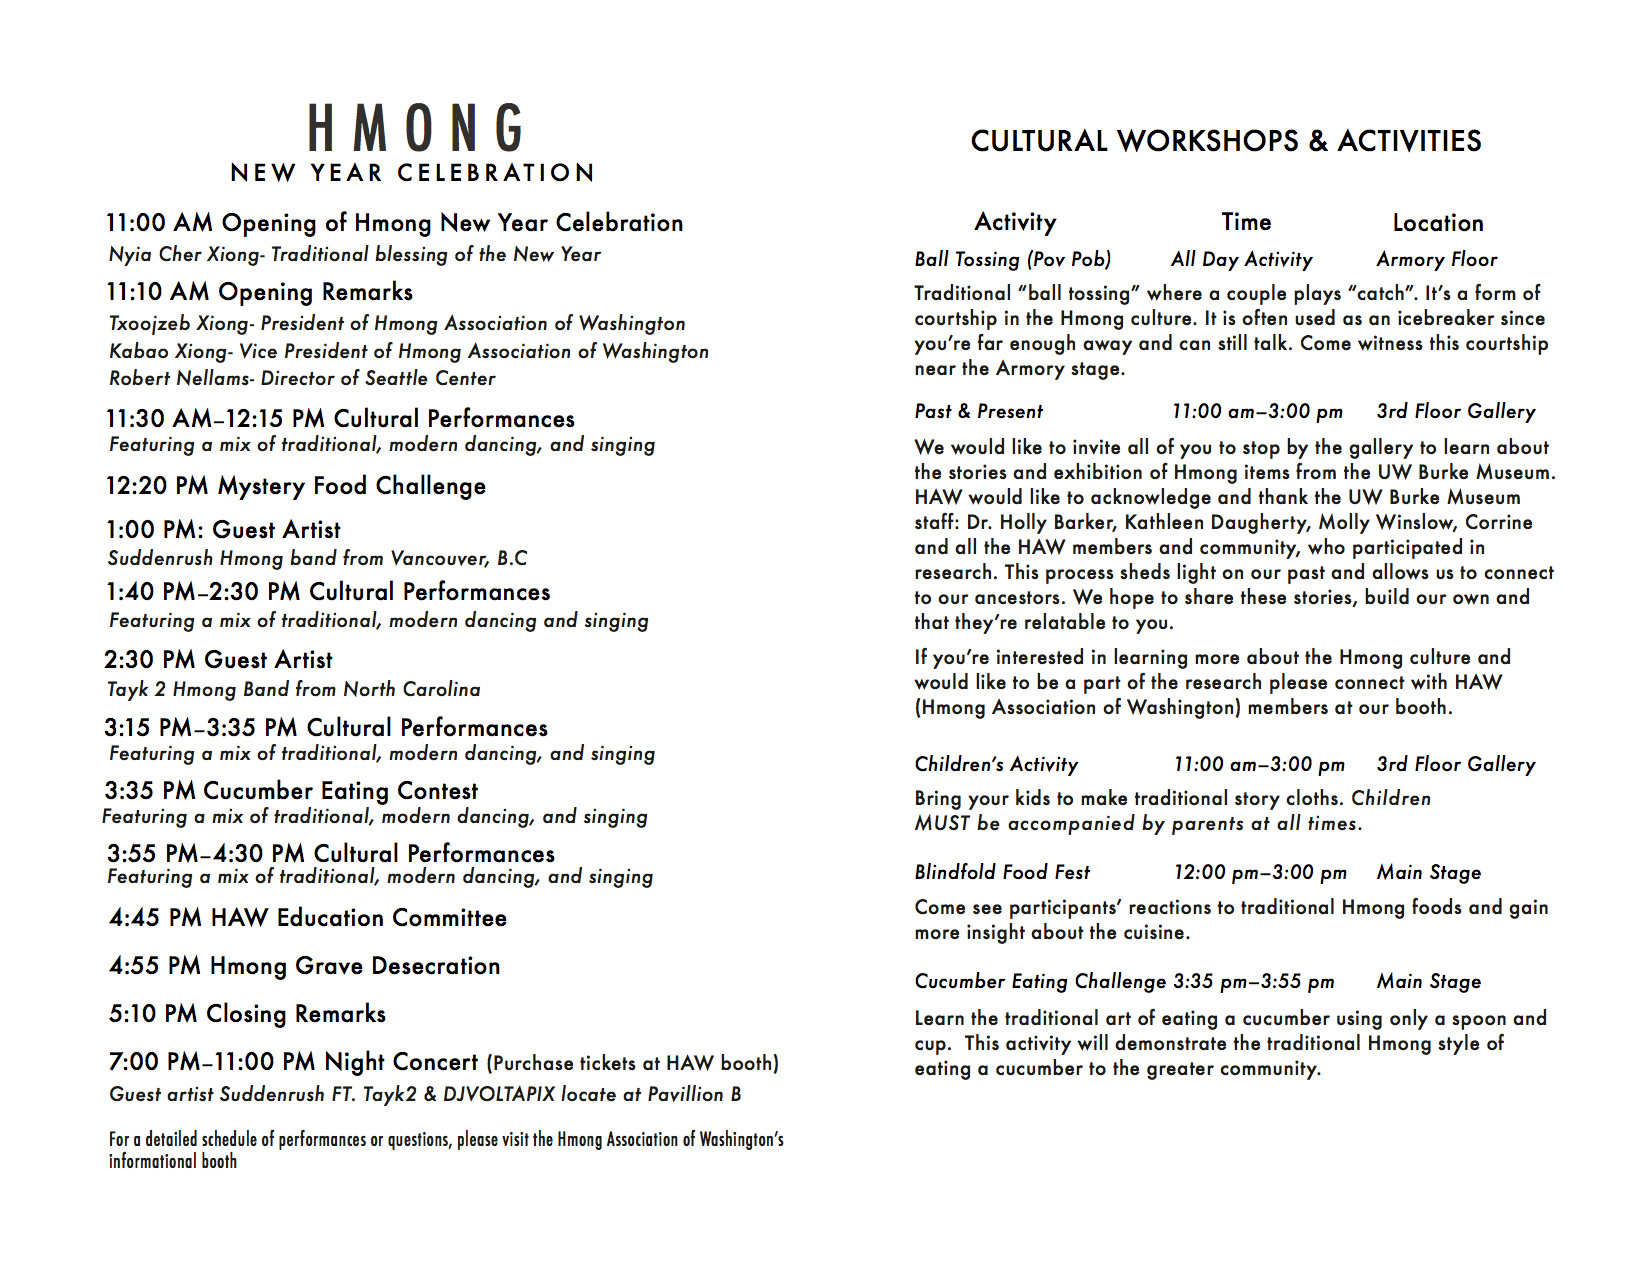 HMONG
NEW YEAR CELEBRATION
11:00 AM Opening of Hmong New Year Celebration
Nyia Cher Xiong- Traditional blessing of the New Year
11:10 AM Opening Remarks
Txoojzeb Xiong- President of Hmong Association of Washington
Kabao Xiong- Vice President of Hmong Association of Washington
Robert Nellams- Director of Seattle Center
11:30 AM–12:15 PM Cultural Performances
Featuring a mix of traditional, modern dancing, and singing
12:20 PM Mystery Food Challenge
1:00 PM: Guest Artist
Suddenrush Hmong band from Vancouver, B.C
1:40 PM–2:30 PM Cultural Performances
Featuring a mix of traditional, modern dancing and singing
2:30 PM Guest Artist
Tayk 2 Hmong Band from North Carolina
3:15 PM–3:35 PM Cultural Performances
Featuring a mix of traditional, modern dancing, and singing
3:35 PM Cucumber Eating Contest
Featuring a mix of traditional, modern dancing, and singing
3:55 PM–4:30 PM Cultural Performances
Featuring a mix of traditional, modern dancing, and singing
4:45 PM HAW Education Committee
4:55 PM Hmong Grave Desecration
5:10 PM Closing Remarks
7:00 PM–11:00 PM Night Concert (Purchase tickets at HAW booth)
Guest artist Suddenrush FT. Tayk2 & DJVOLTAPIX locate at Pavillion B
For a detailed schedule of performances or questions, please visit the Hmong Association of Washington's
informational booth
CULTURAL WORKSHOPS & ACTIVITIES
Activity Time Location
Ball Tossing (Pov Pob) All Day Activity Armory Floor
Traditional “ball tossing” where a couple plays “catch”. It’s a form of
courtship in the Hmong culture. It is often used as an icebreaker since
you’re far enough away and can still talk. Come witness this courtship
near the Armory stage.
Past & Present 11:00 am–3:00 pm 3rd Floor Gallery
We would like to invite all of you to stop by the gallery to learn about
the stories and exhibition of Hmong items from the UW Burke Museum.
HAW would like to acknowledge and thank the UW Burke Museum
staff: Dr. Holly Barker, Kathleen Daugherty, Molly Winslow, Corrine
and all the HAW members and community, who participated in
research. This process sheds light on our past and allows us to connect
to our ancestors. We hope to share these stories, build our own and
that they’re relatable to you.
If you’re interested in learning more about the Hmong culture and
would like to be a part of the research please connect with HAW
(Hmong Association of Washington) members at our booth.
Children’s Activity 11:00 am–3:00 pm 3rd Floor Gallery
Bring your kids to make traditional story cloths. Children
MUST be accompanied by parents at all times.
Blindfold Food Fest 12:00 pm–3:00 pm Main Stage
Come see participants’ reactions to traditional Hmong foods and gain
more insight about the cuisine.
Cucumber Eating Challenge 3:35 pm–3:55 pm Main Stage
Learn the traditional art of eating a cucumber using only a spoon and
cup. This activity will demonstrate the traditional Hmong style of
eating a cucumber to the greater community.